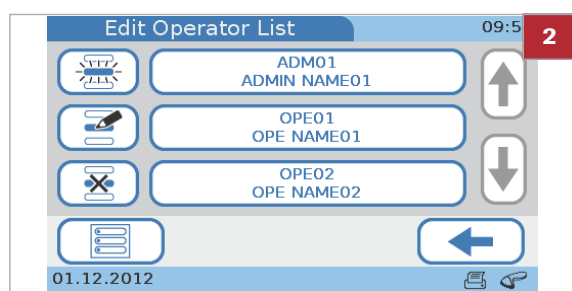 Edit Operator List
09:5
2
ADM01
ADMIN NAME01
OPE01
OPE NAME01
OPE02
OPE NAME02
01.12.2012